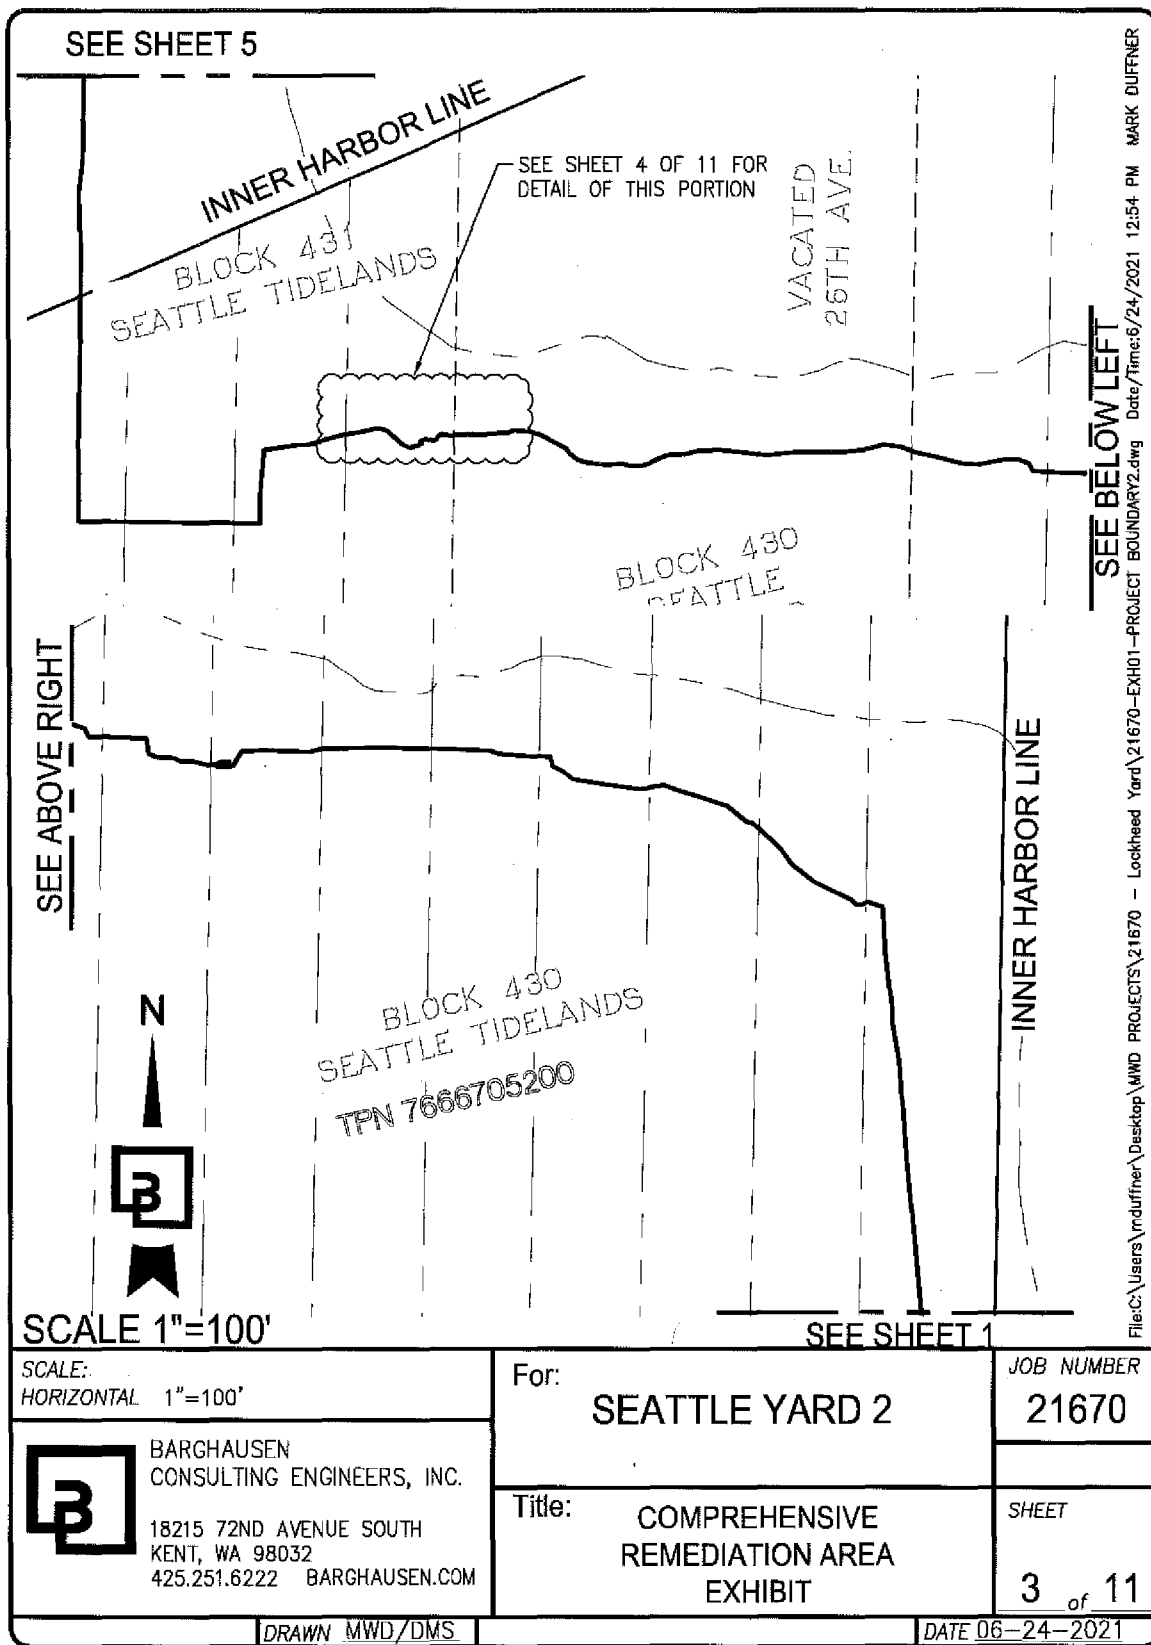 SEE SHEET 5
INNER HARBOR LINE
SEE SHEET 4 OF 11 FOR
DETAIL OF THIS PORTION
VACATED
26TH AVE.
BLOCK 431
SEATTLE TIDELANDS
SEE BELOW LEFT
BLOCK 430
SEATTLE
SEE ABOVE RIGHT
INNER HARBOR LINE
BLOCK 430
SEATTLE TIDELANDS
TPN 7666705200
N
B
SCALE 1"=100'
SEE SHEET 1
File:C:\Users\mduffner\Desktop\MWD PROJECTS\21670 - Lockheed Yard\21670-EXH01-PROJECT BOUNDARY2.dwg Date/Time:6/24/2021 12:54 PM MARK DUFFNER
SCALE:
HORIZONTAL 1"=100'
For:
SEATTLE YARD 2
JOB NUMBER
21670
B
BARGHAUSEN
CONSULTING ENGINEERS, INC.
18215 72ND AVENUE SOUTH
KENT, WA 98032
425.251.6222 BARGHAUSEN.COM
Title:
COMPREHENSIVE
REMEDIATION AREA
EXHIBIT
SHEET
3 of 11
DRAWN MWD/DMS
DATE 06-24-2021